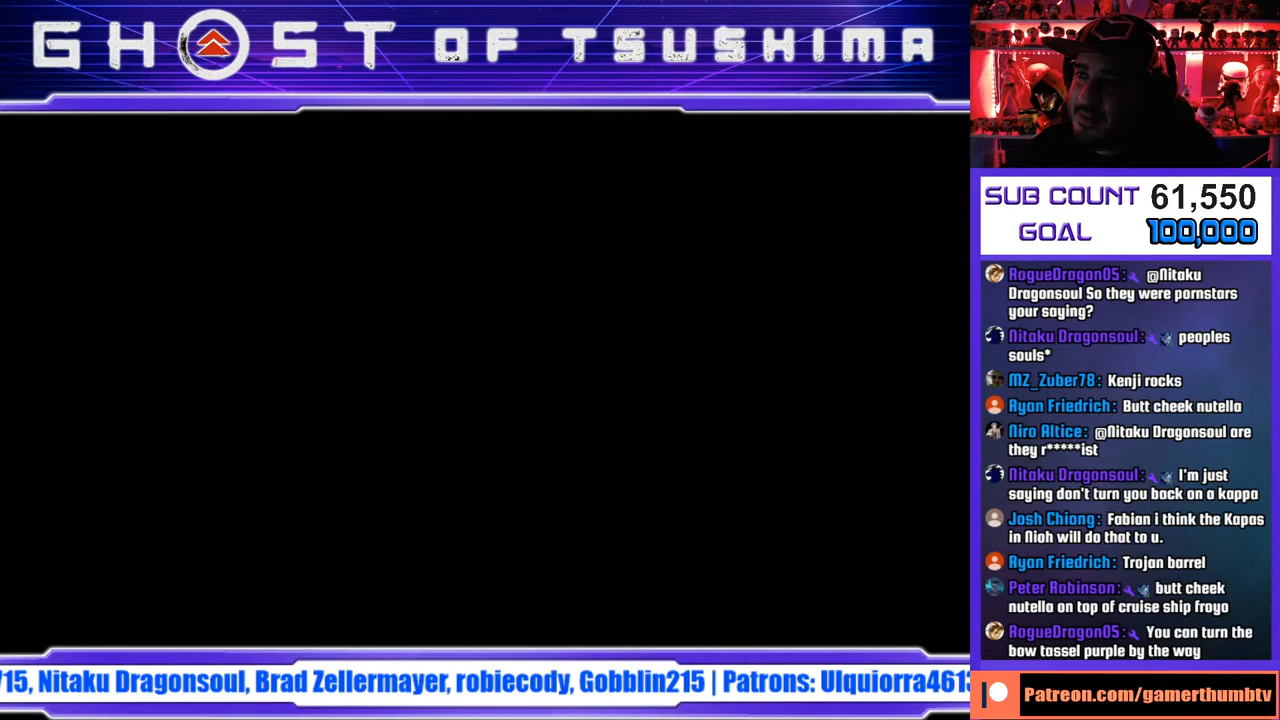 GHOST OF TSUSHIMA
SUB COUNT 61,550
GOAL 100,000
RogueDragon05: @Nitaku
Dragonsoul So they were pornstars
your saying?
Nitaku Dragonsoul: peoples
souls*
MZ_Zuber78: Kenji rocks
Ryan Friedrich: Butt cheek nutella
Niro Altice: @Nitaku Dragonsoul are
they r*****ist
Nitaku Dragonsoul: I'm just
saying don't turn you back on a kappa
Josh Chiang: Fabian i think the Kapas
in Nioh will do that to u.
Ryan Friedrich: Trojan barrel
Peter Robinson: butt cheek
nutella on top of cruise ship froyo
RogueDragon05: You can turn the
bow tassel purple by the way
715, Nitaku Dragonsoul, Brad Zellermayer, robiecody, Gobblin215 | Patrons: Ulquiorra461
Patreon.com/gamerthumbtv